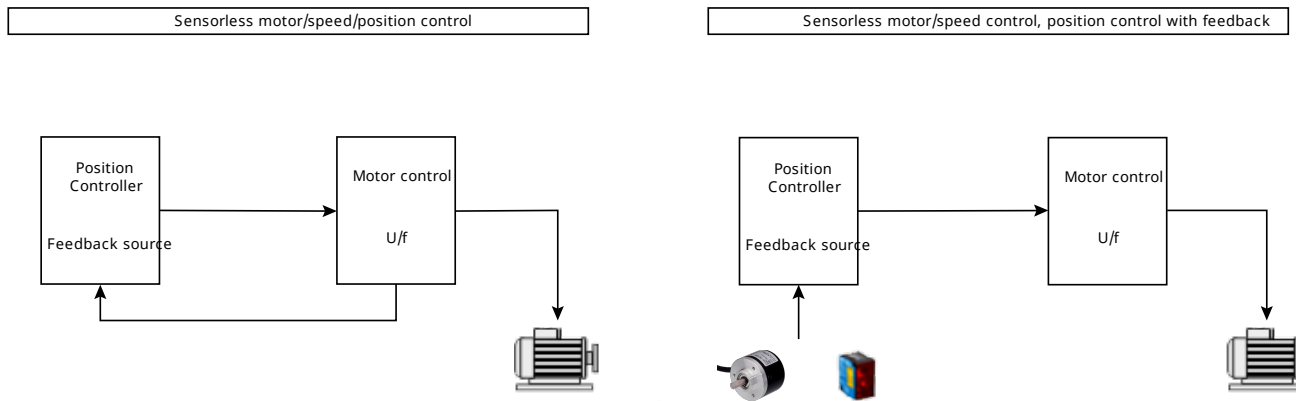 Sensorless motor/speed/position control
Sensorless motor/speed control, position control with feedback
Position
Controller
Feedback source
Motor control
U/f
Position
Controller
Feedback source
Motor control
U/f